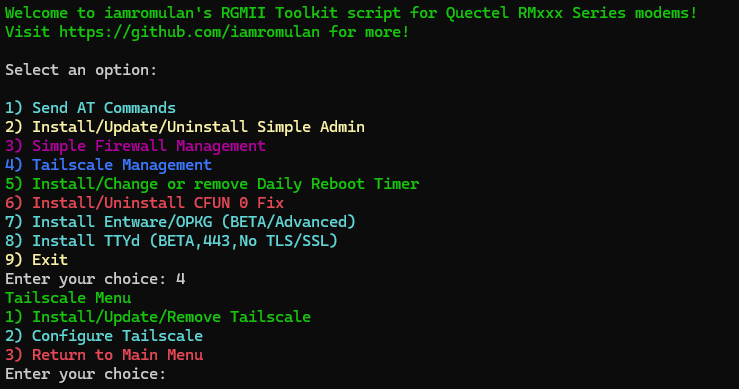 Welcome to iamromulan's RGMII Toolkit script for Quectel RMxxx Series modems!
Visit https://github.com/iamromulan for more!
Select an option:
1) Send AT Commands
2) Install/Update/Uninstall Simple Admin
3) Simple Firewall Management
4) Tailscale Management
5) Install/Change or remove Daily Reboot Timer
6) Install/Uninstall CFUN 0 Fix
7) Install Entware/OPKG (BETA/Advanced)
8) Install TTYd (BETA,443,No TLS/SSL)
9) Exit
Enter your choice: 4
Tailscale Menu
1) Install/Update/Remove Tailscale
2) Configure Tailscale
3) Return to Main Menu
Enter your choice: